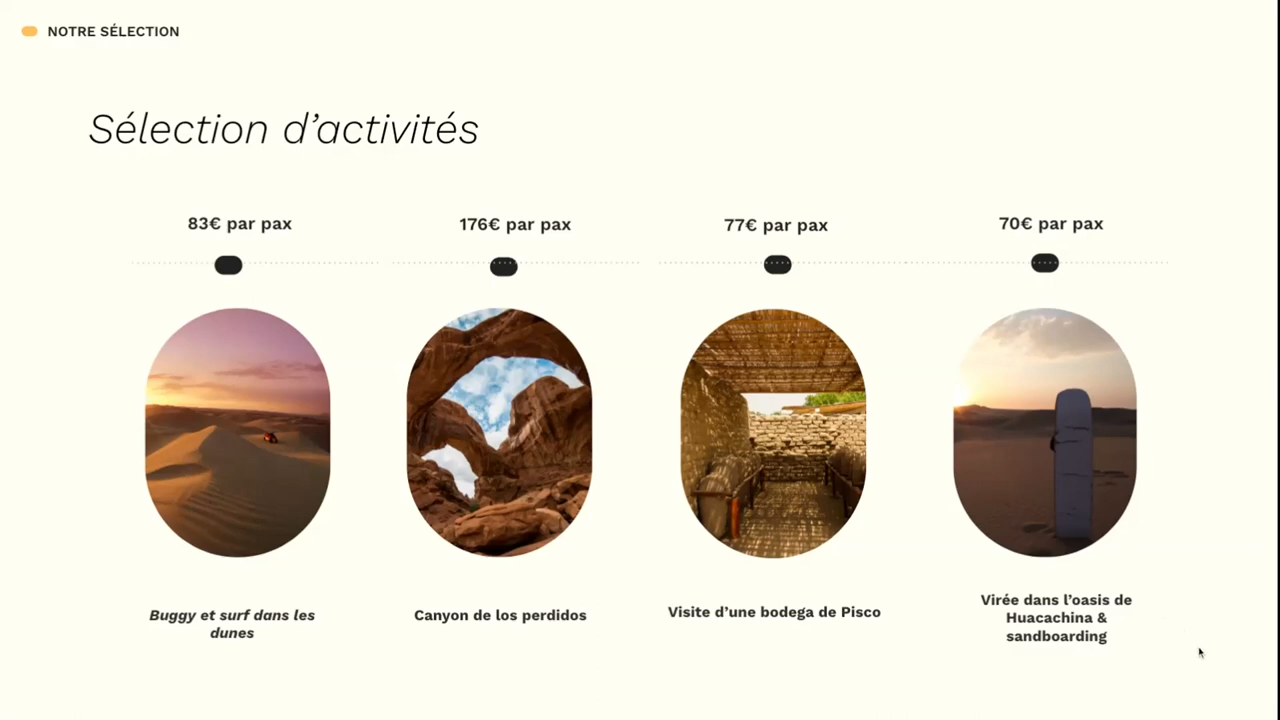 NOTRE SÉLECTION
Sélection d’activités
83€ par pax
176€ par pax
77€ par pax
70€ par pax
Buggy et surf dans les
dunes
Canyon de los perdidos
Visite d’une bodega de Pisco
Virée dans l’oasis de
Huacachina &
sandboarding